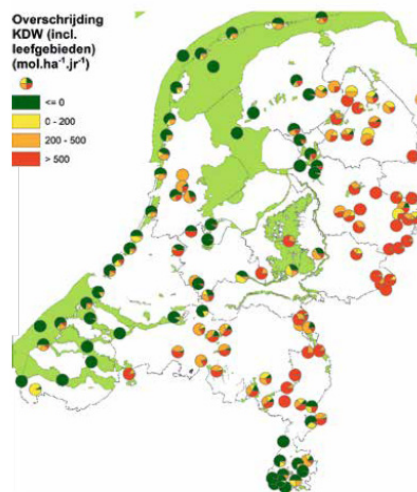 Overschrijding
KDW (incl.
leefgebieden)
(mol.ha⁻¹.jr⁻¹)
<= 0
0 - 200
200 - 500
> 500